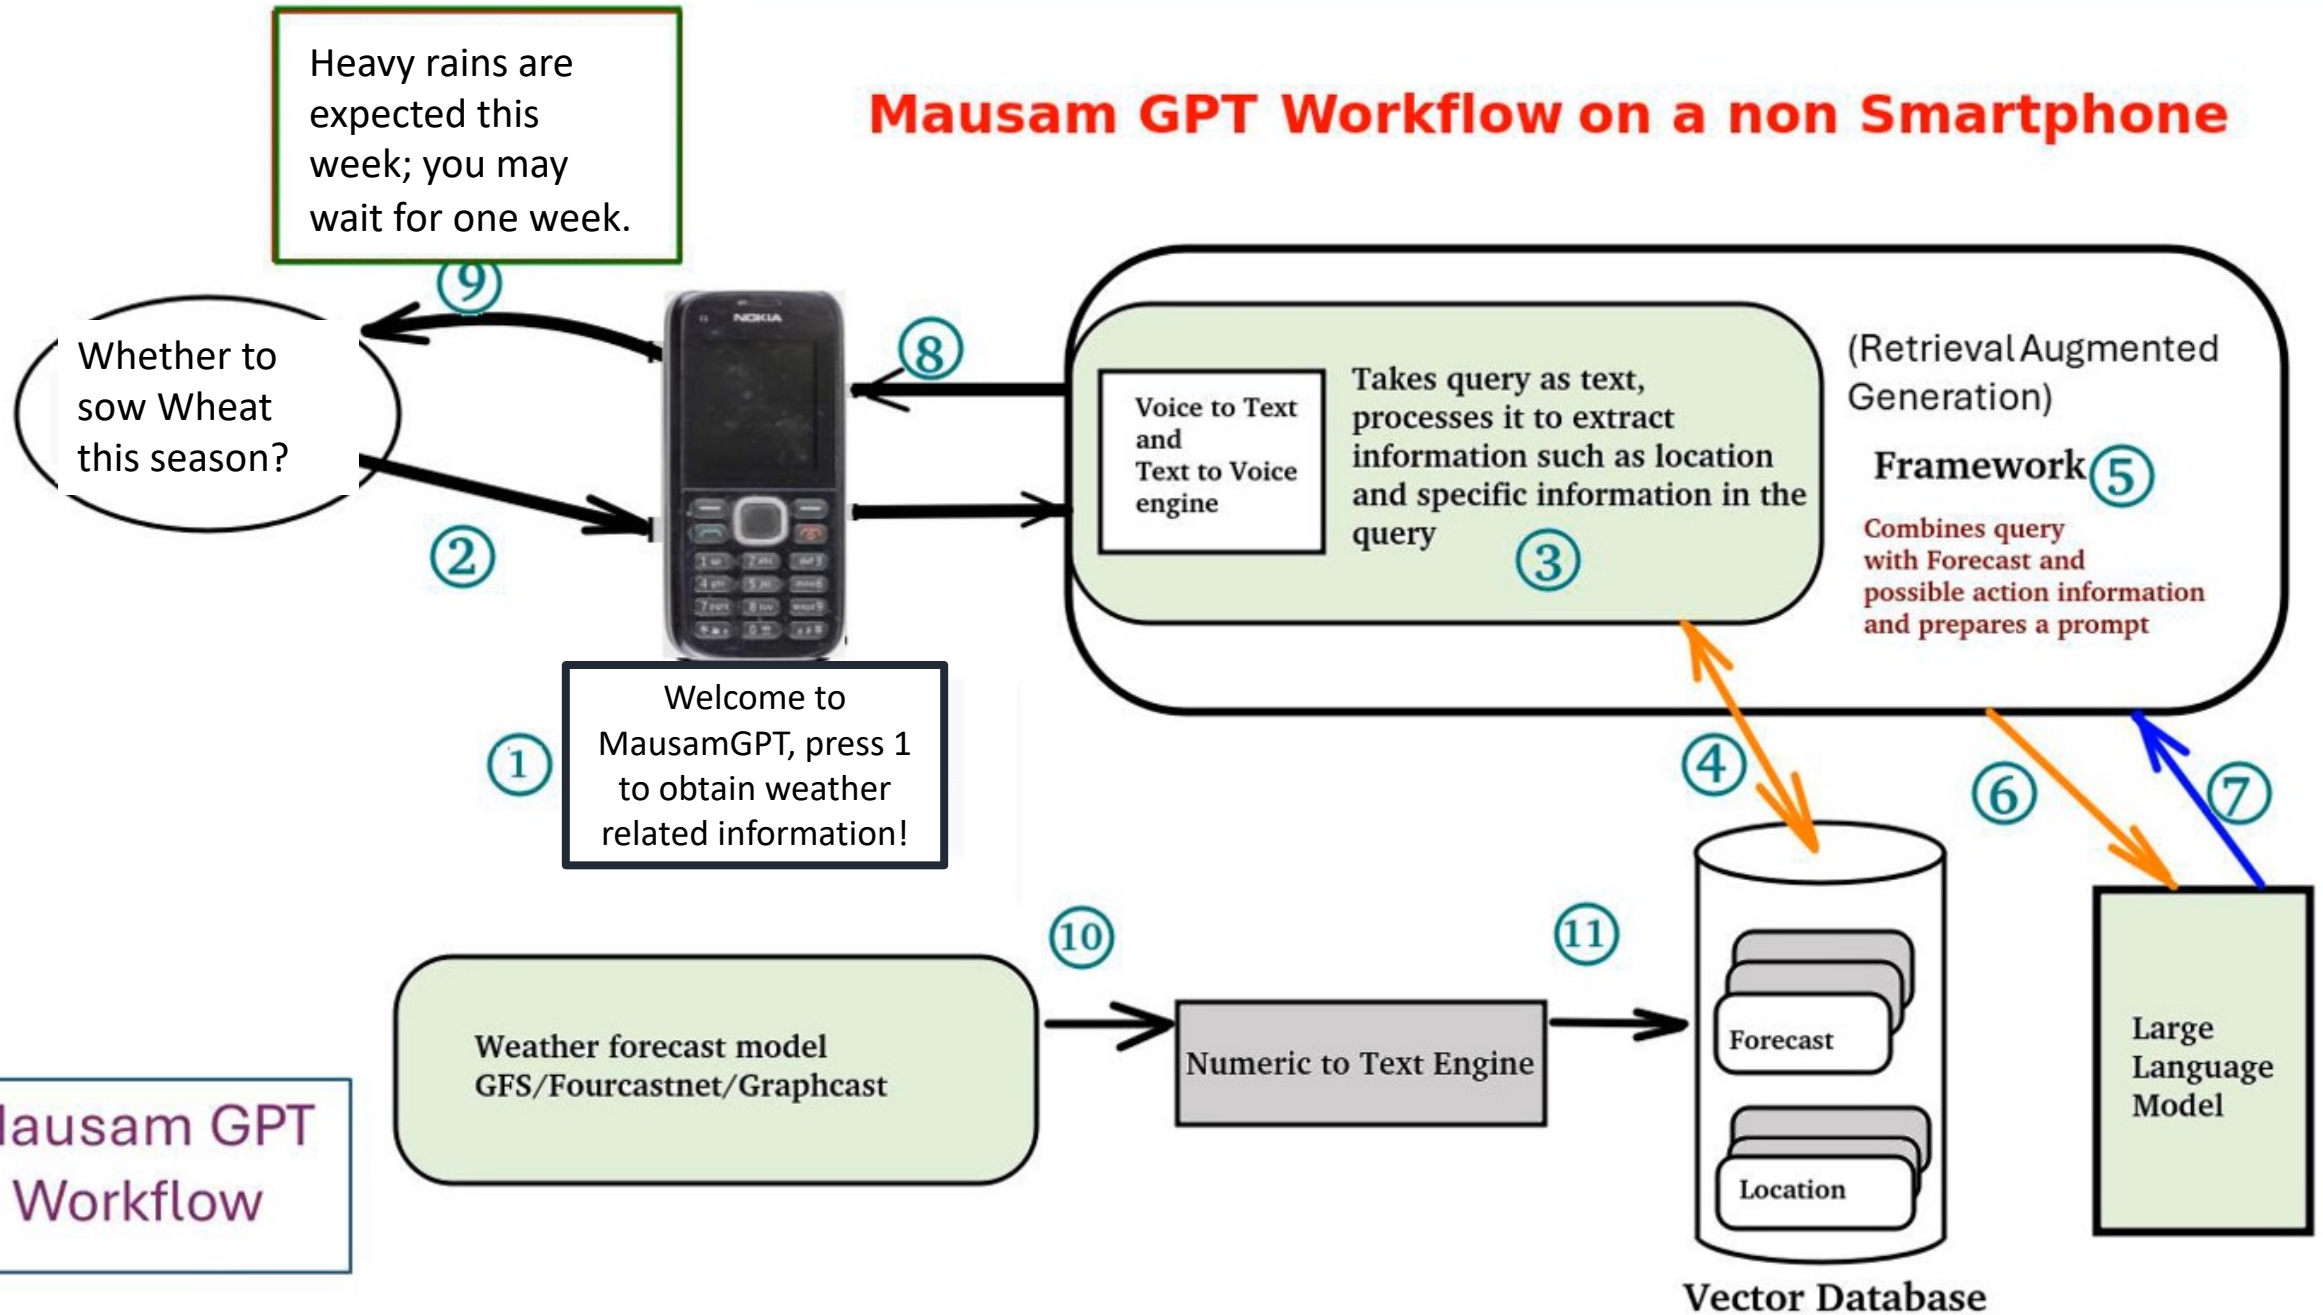 Heavy rains are
expected this
week; you may
wait for one week.
Mausam GPT Workflow on a non Smartphone
9
Whether to
sow Wheat
this season?
2
NOKIA
8
Voice to Text
and
Text to Voice
engine
Takes query as text,
processes it to extract
information such as location
and specific information in the
query
3
(Retrieval Augmented
Generation)
Framework
5
Combines query
with Forecast and
possible action information
and prepares a prompt
1
Welcome to
MausamGPT, press 1
to obtain weather
related information!
4
6
7
10
11
Weather forecast model
GFS/Fourcastnet/Graphcast
Numeric to Text Engine
Forecast
Location
Vector Database
Large
Language
Model
ausam GPT
Workflow